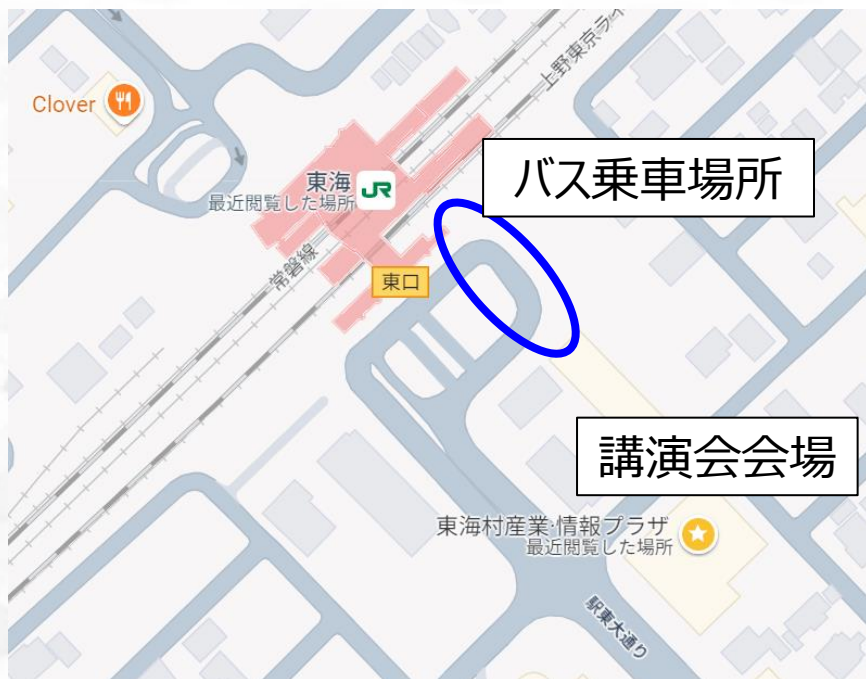 Clover
上野東京ライ
東海
JR
最近閲覧した場所
バス乗車場所
常磐線
東口
講演会会場
東海村産業·情報プラザ
最近閲覧した場所
駅東大通り